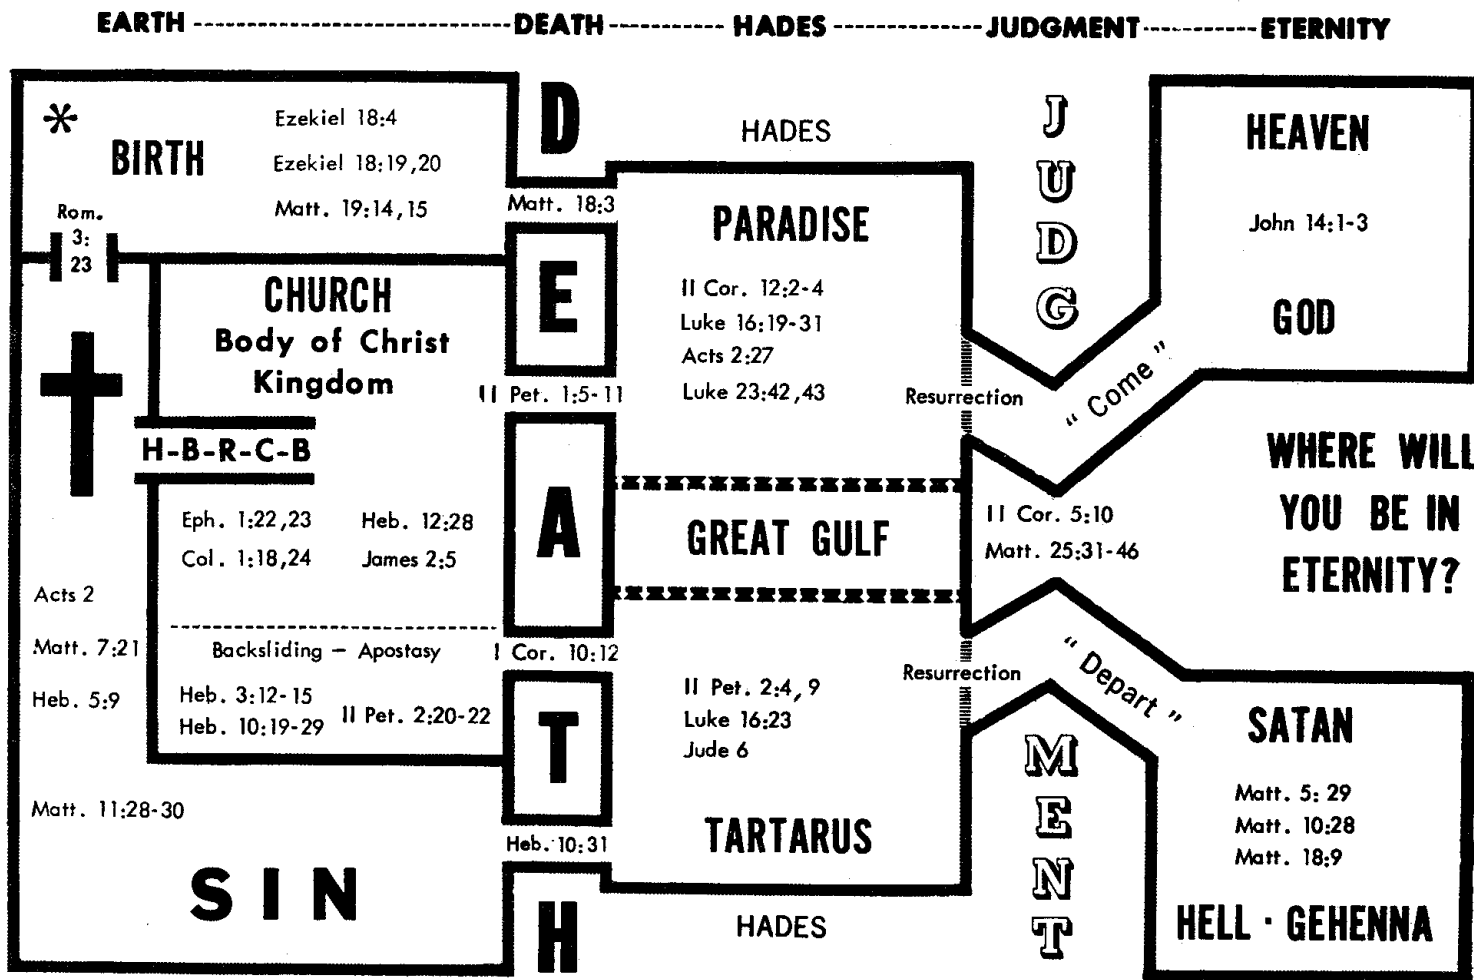 EARTH -------------------- DEATH --------- HADES ------------ JUDGMENT ----------- ETERNITY
*
BIRTH
Ezekiel 18:4
Ezekiel 18:19,20
Matt. 19:14,15
Rom.
3:
23
CHURCH
Body of Christ
Kingdom
H-B-R-C-B
Eph. 1:22,23
Heb. 12:28
Col. 1:18,24
James 2:5
Backsliding – Apostasy
Heb. 3:12-15
Heb. 10:19-29
II Pet. 2:20-22
Acts 2
Matt. 7:21
Heb. 5:9
Matt. 11:28-30
SIN
D
Matt. 18:3
E
II Pet. 1:5-11
A
I Cor. 10:12
T
Heb. 10:31
H
HADES
PARADISE
II Cor. 12:2-4
Luke 16:19-31
Acts 2:27
Luke 23:42,43
GREAT GULF
II Pet. 2:4, 9
Luke 16:23
Jude 6
TARTARUS
HADES
J
U
D
G
Resurrection
" Come "
II Cor. 5:10
Matt. 25:31-46
Resurrection
" Depart "
M
E
N
T
HEAVEN
John 14:1-3
GOD
WHERE WILL
YOU BE IN
ETERNITY?
SATAN
Matt. 5: 29
Matt. 10:28
Matt. 18:9
HELL · GEHENNA